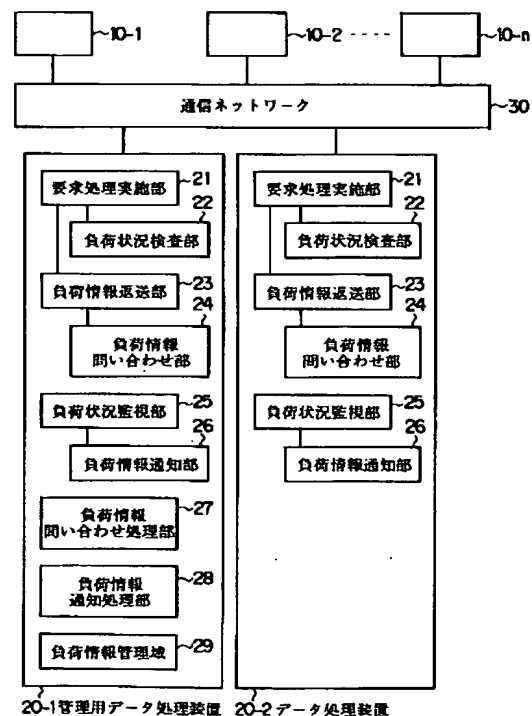 10-1
10-2
10-n
通信ネットワーク
30
要求処理実施部
21
22
負荷状況検査部
23
負荷情報返送部
24
負荷情報
問い合わせ部
25
負荷状況監視部
26
負荷情報通知部
27
負荷情報
問い合わせ処理部
28
負荷情報
通知処理部
29
負荷情報管理域
20-1管理用データ処理装置
要求処理実施部
21
22
負荷状況検査部
23
負荷情報返送部
24
負荷情報
問い合わせ部
25
負荷状況監視部
26
負荷情報通知部
20-2データ処理装置